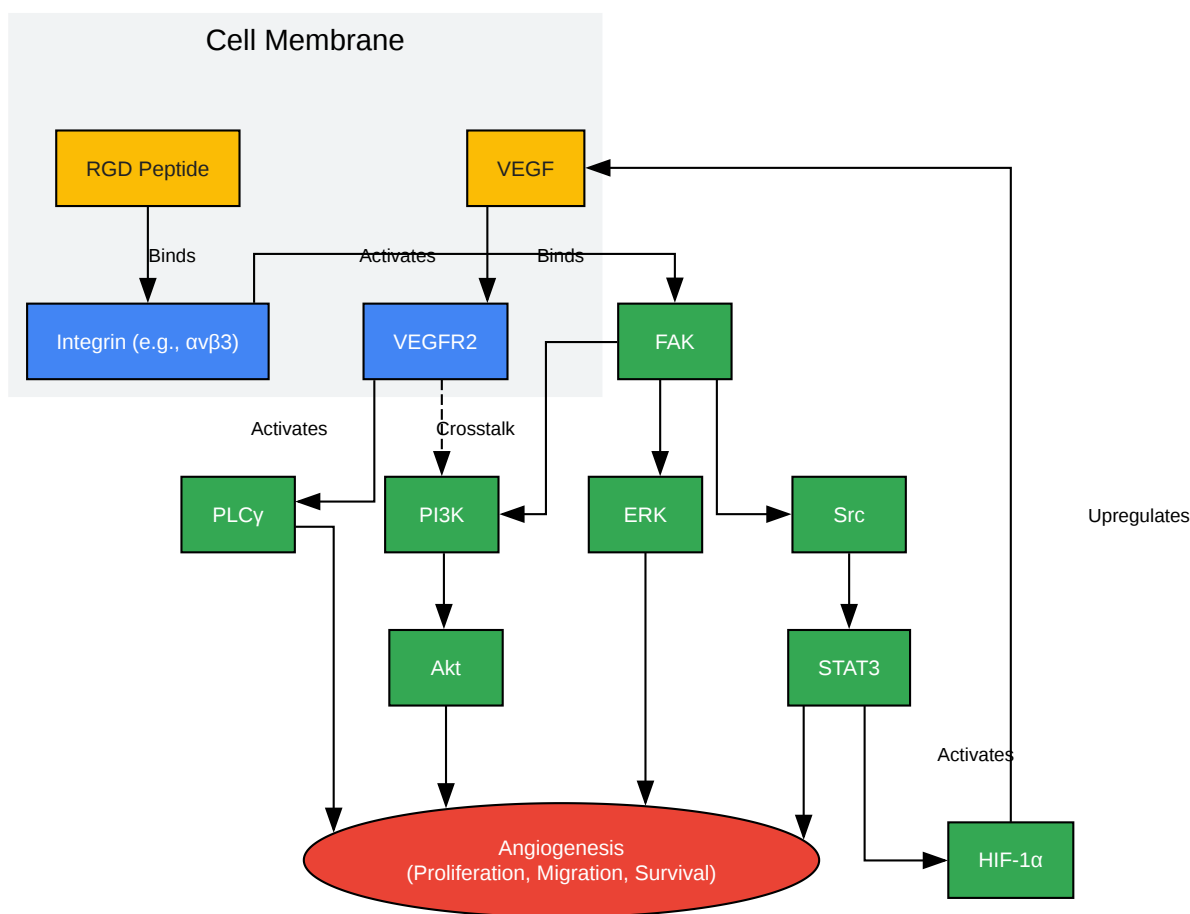 Cell Membrane
RGD Peptide
VEGF
Binds
Activates
Binds
Integrin (e.g., αvβ3)
VEGFR2
FAK
Activates
Crosstalk
PLCγ
PI3K
ERK
Src
Upregulates
Akt
STAT3
Activates
Angiogenesis
(Proliferation, Migration, Survival)
HIF-1α